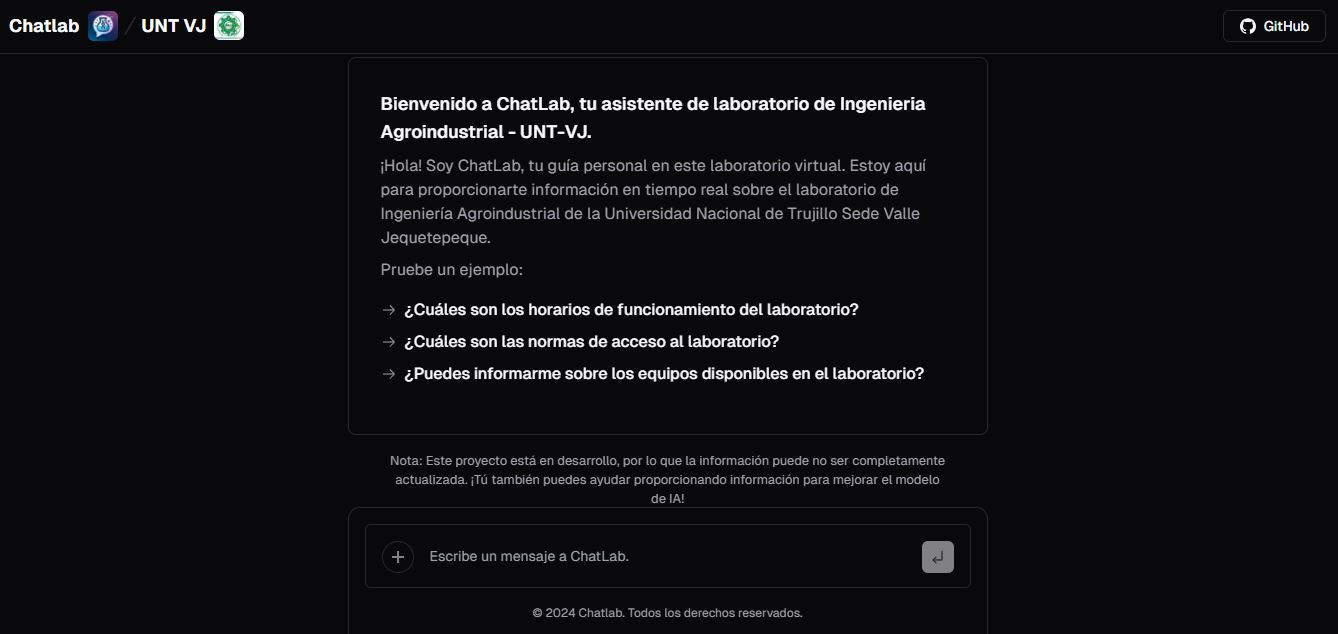 Chatlab / UNT VJ
GitHub
Bienvenido a ChatLab, tu asistente de laboratorio de Ingenieria
Agroindustrial - UNT-VJ.
¡Hola! Soy ChatLab, tu guía personal en este laboratorio virtual. Estoy aquí
para proporcionarte información en tiempo real sobre el laboratorio de
Ingeniería Agroindustrial de la Universidad Nacional de Trujillo Sede Valle
Jequetepeque.
Pruebe un ejemplo:
→ ¿Cuáles son los horarios de funcionamiento del laboratorio?
→ ¿Cuáles son las normas de acceso al laboratorio?
→ ¿Puedes informarme sobre los equipos disponibles en el laboratorio?
Nota: Este proyecto está en desarrollo, por lo que la información puede no ser completamente
actualizada. ¡Tú también puedes ayudar proporcionando información para mejorar el modelo
de IA!
Escribe un mensaje a ChatLab.
© 2024 Chatlab. Todos los derechos reservados.